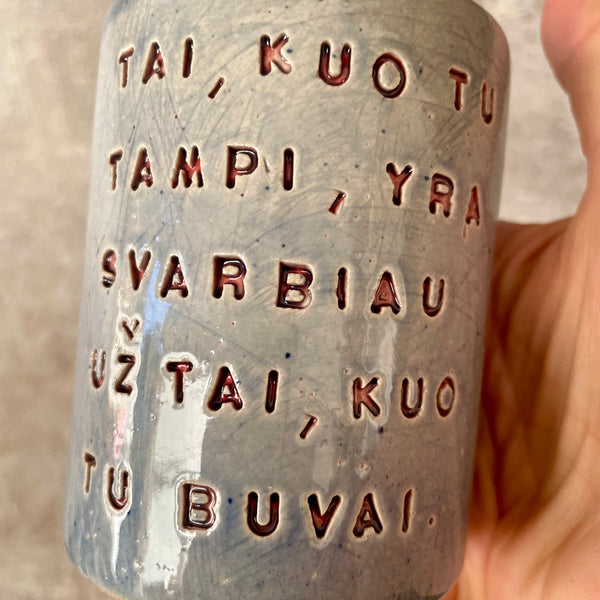 TAI, KUO TU
TAMPI, YRA
SVARBIAU
UŽ TAI, KUO
TU BUVAI.